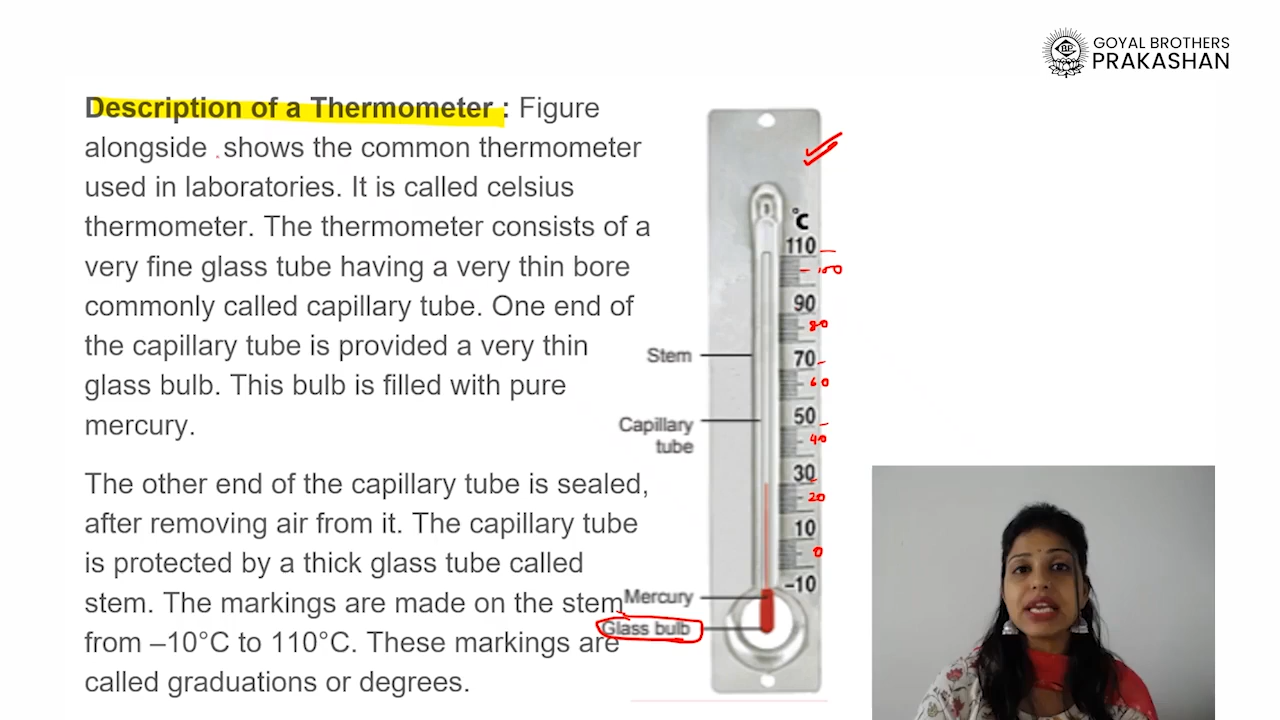 GOYAL BROTHERS
PRAKASHAN
Description of a Thermometer : Figure
alongside shows the common thermometer
used in laboratories. It is called celsius
thermometer. The thermometer consists of a
very fine glass tube having a very thin bore
commonly called capillary tube. One end of
the capillary tube is provided a very thin
glass bulb. This bulb is filled with pure
mercury.
The other end of the capillary tube is sealed,
after removing air from it. The capillary tube
is protected by a thick glass tube called
stem. The markings are made on the stem
from –10°C to 110°C. These markings are
called graduations or degrees.
°C
110
100
90
80
70
60
50
40
30
20
10
0
–10
Stem
Capillary
tube
Mercury
Glass bulb